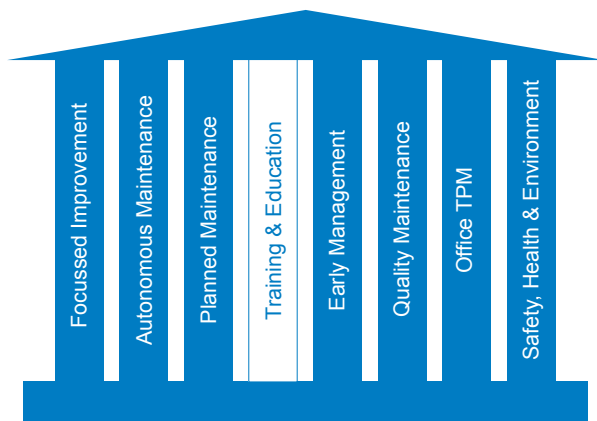 Focussed Improvement
Autonomous Maintenance
Planned Maintenance
Training & Education
Early Management
Quality Maintenance
Office TPM
Safety, Health & Environment